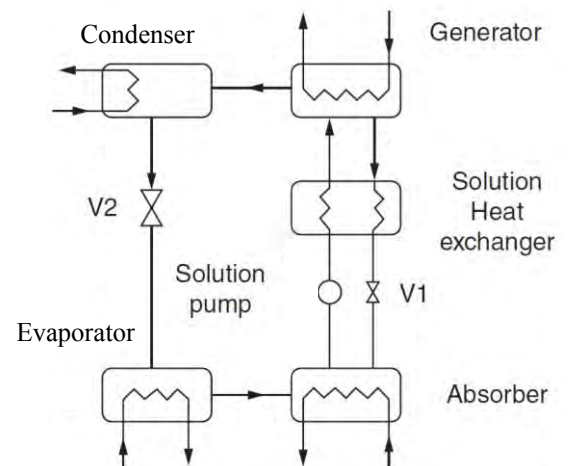 Condenser
Generator
V2
Solution
Heat
exchanger
Solution
pump
V1
Evaporator
Absorber